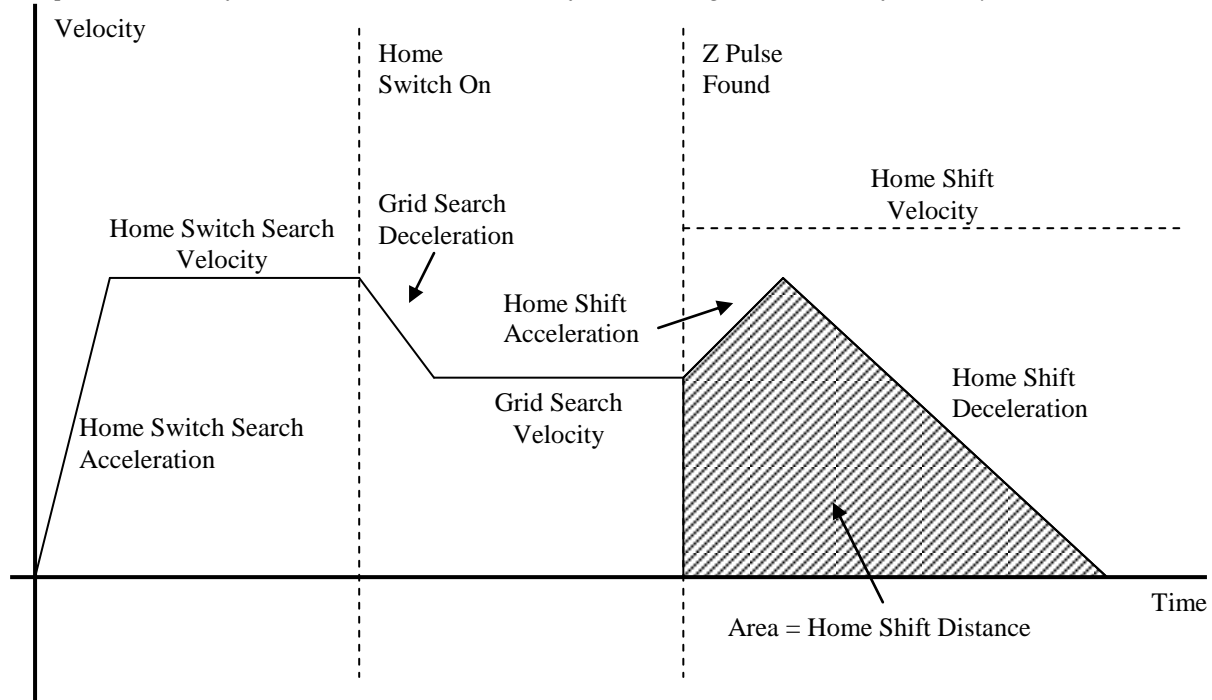 Velocity
Home
Switch On
Z Pulse
Found
Home Shift
Velocity
Grid Search
Deceleration
Home Switch Search
Velocity
Home Shift
Acceleration
Home Shift
Deceleration
Grid Search
Velocity
Home Switch Search
Acceleration
Time
Area = Home Shift Distance